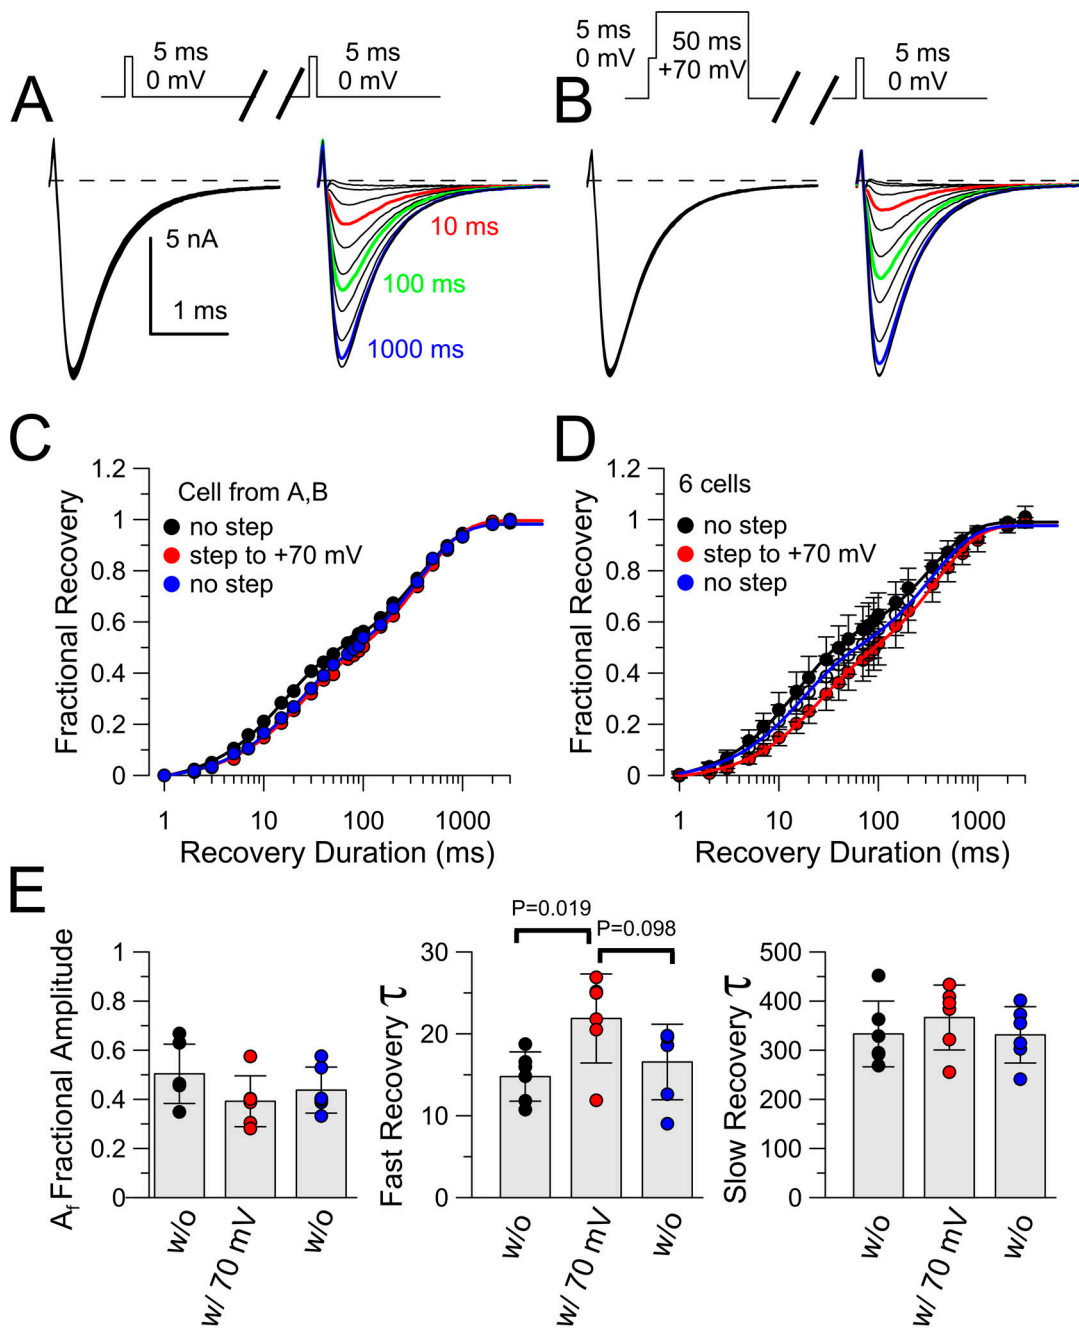 A
5 ms
0 mV
5 ms
0 mV
5 nA
1 ms
10 ms
100 ms
1000 ms
B
5 ms
0 mV
50 ms
+70 mV
5 ms
0 mV
C
Fractional Recovery
1.2
1
0.8
0.6
0.4
0.2
0
Cell from A,B
no step
step to +70 mV
no step
1 10 100 1000
Recovery Duration (ms)
D
Fractional Recovery
1.2
1
0.8
0.6
0.4
0.2
0
6 cells
no step
step to +70 mV
no step
1 10 100 1000
Recovery Duration (ms)
E
Af Fractional Amplitude
1
0.8
0.6
0.4
0.2
0
w/o
w/ 70 mV
w/o
Fast Recovery τ
30
20
10
0
P=0.019
P=0.098
w/o
w/ 70 mV
w/o
Slow Recovery τ
500
400
300
200
100
0
w/o
w/ 70 mV
w/o